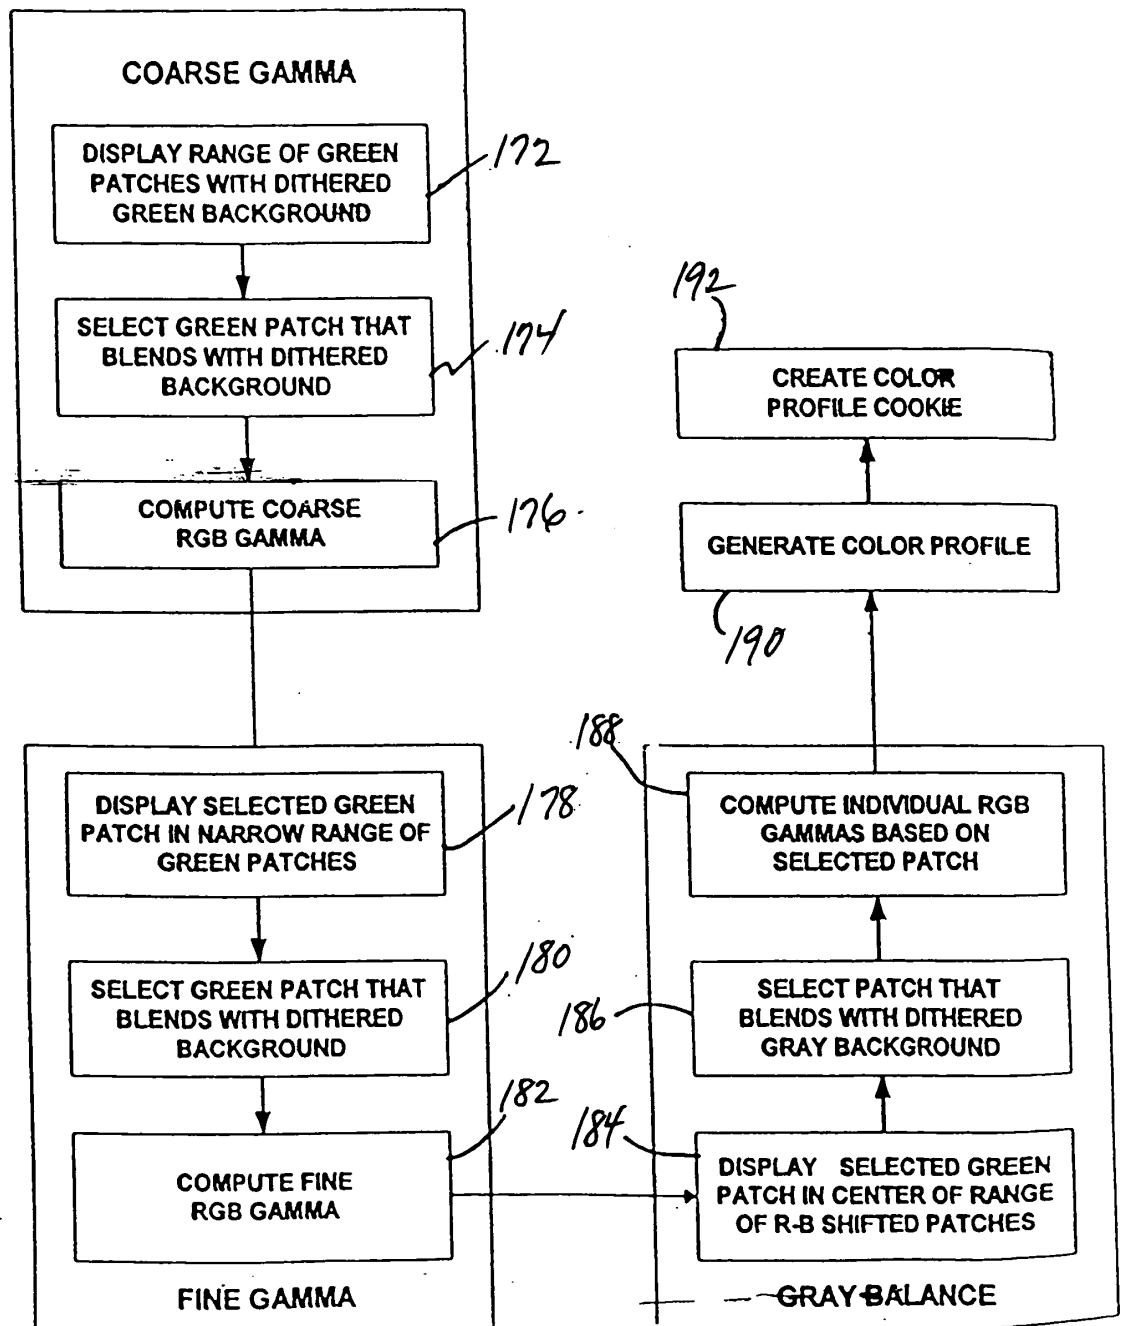 COARSE GAMMA
DISPLAY RANGE OF GREEN
PATCHES WITH DITHERED
GREEN BACKGROUND
172
SELECT GREEN PATCH THAT
BLENDS WITH DITHERED
BACKGROUND
174
COMPUTE COARSE
RGB GAMMA
176
DISPLAY SELECTED GREEN
PATCH IN NARROW RANGE OF
GREEN PATCHES
178
SELECT GREEN PATCH THAT
BLENDS WITH DITHERED
BACKGROUND
180
COMPUTE FINE
RGB GAMMA
182
FINE GAMMA
184
DISPLAY SELECTED GREEN
PATCH IN CENTER OF RANGE
OF R-B SHIFTED PATCHES
186
SELECT PATCH THAT
BLENDS WITH DITHERED
GRAY BACKGROUND
188
COMPUTE INDIVIDUAL RGB
GAMMAS BASED ON
SELECTED PATCH
GRAY BALANCE
GENERATE COLOR PROFILE
190
192
CREATE COLOR
PROFILE COOKIE